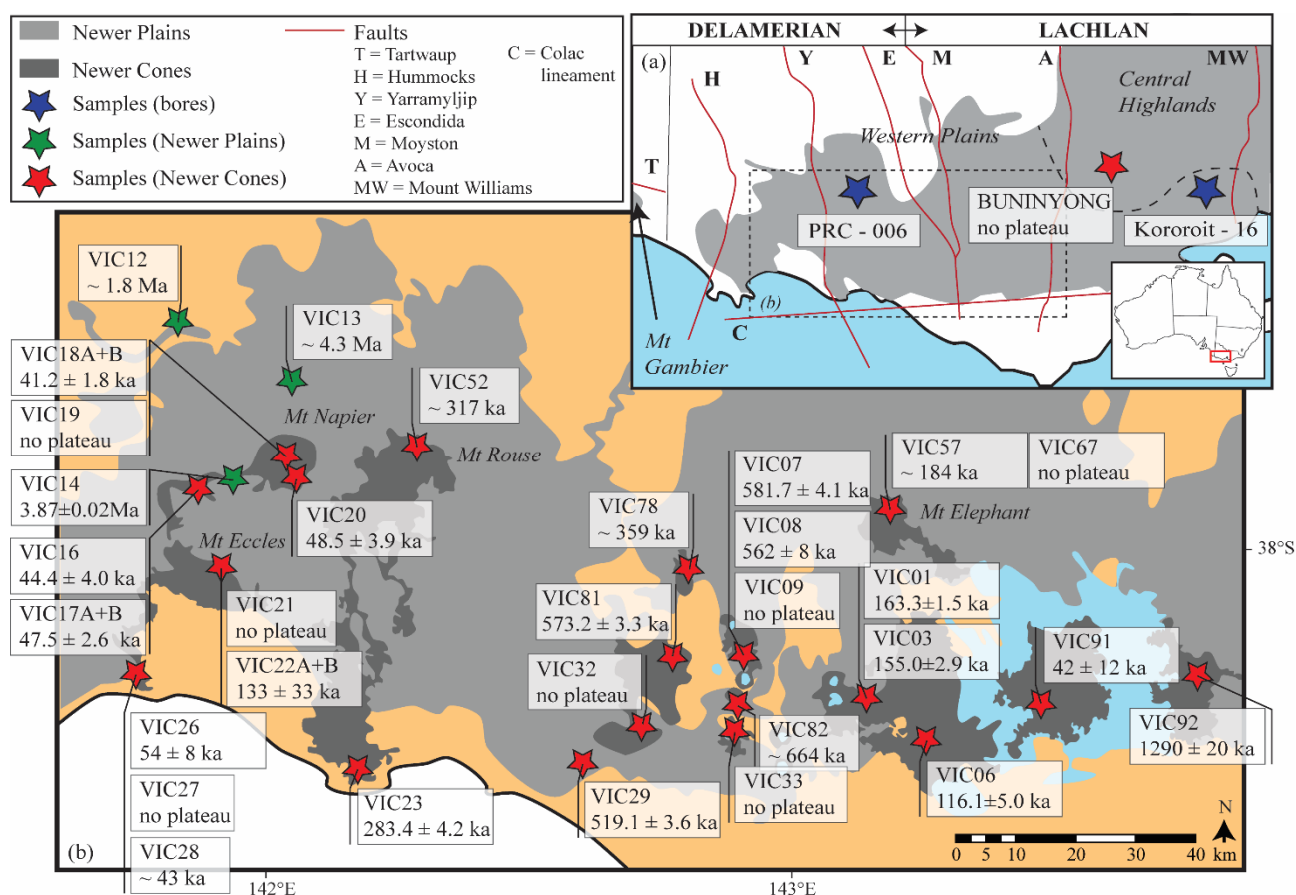 Newer Plains
Newer Cones
Samples (bores)
Samples (Newer Plains)
Samples (Newer Cones)
Faults
T = Tartwaup
H = Hummocks
Y = Yarramyljip
E = Escondida
M = Moyston
A = Avoca
MW = Mount Williams
C = Colac
lineament
DELAMERIAN
LACHLAN
(a)
H
Y
E
M
A
MW
T
C
Central
Highlands
Western Plains
PRC - 006
BUNINYONG
no plateau
Kororoit - 16
(b)
Mt
Gambier
VIC12
~ 1.8 Ma
VIC13
~ 4.3 Ma
VIC18A+B
41.2 ± 1.8 ka
VIC19
no plateau
VIC14
3.87±0.02Ma
VIC16
44.4 ± 4.0 ka
VIC17A+B
47.5 ± 2.6 ka
Mt Napier
VIC52
~ 317 ka
Mt Rouse
VIC20
48.5 ± 3.9 ka
Mt Eccles
VIC21
no plateau
VIC22A+B
133 ± 33 ka
VIC26
54 ± 8 ka
VIC27
no plateau
VIC28
~ 43 ka
VIC23
283.4 ± 4.2 ka
VIC78
~ 359 ka
VIC81
573.2 ± 3.3 ka
VIC32
no plateau
VIC29
519.1 ± 3.6 ka
VIC07
581.7 ± 4.1 ka
VIC08
562 ± 8 ka
VIC09
no plateau
VIC82
~ 664 ka
VIC33
no plateau
VIC57
~ 184 ka
VIC67
no plateau
Mt Elephant
VIC01
163.3±1.5 ka
VIC03
155.0±2.9 ka
VIC06
116.1±5.0 ka
VIC91
42 ± 12 ka
VIC92
1290 ± 20 ka
38°S
N
0 5 10 20 30 40
km
(b)
142°E
143°E